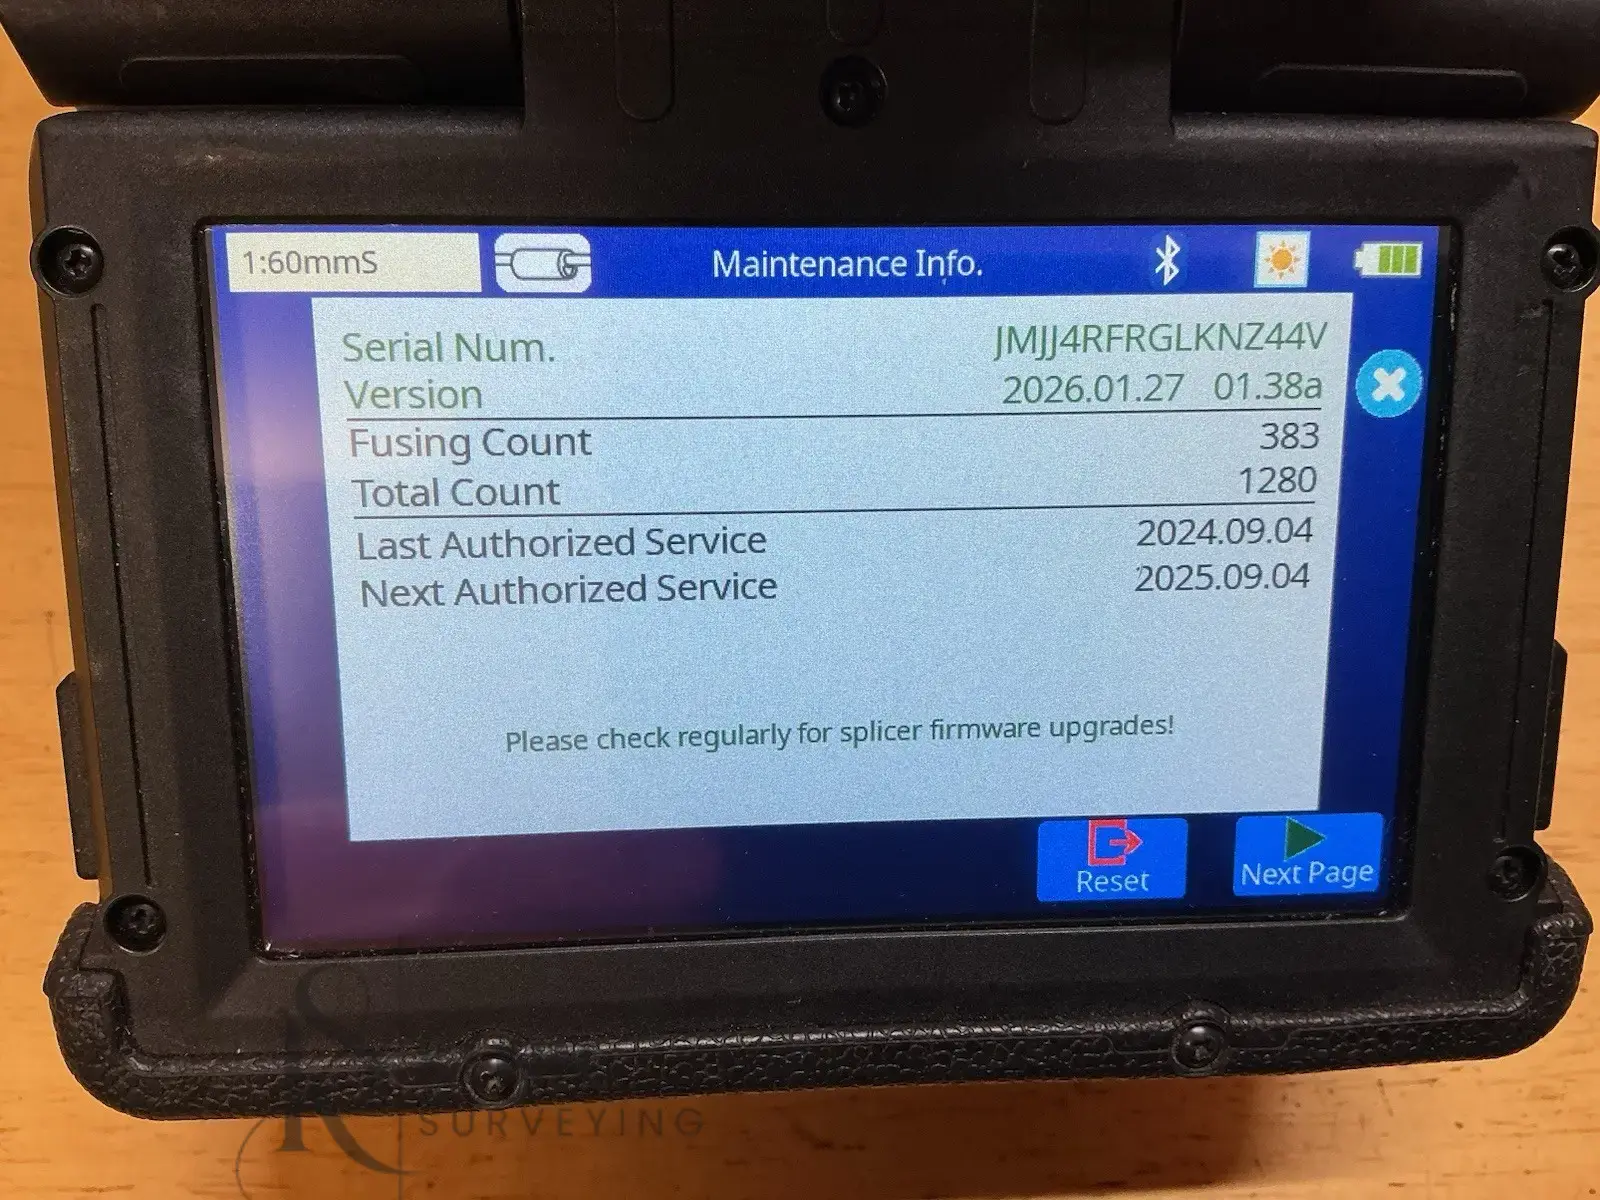 1:60mmS
Maintenance Info.
Serial Num. JMJJ4RFRGLKNZ44V
Version 2026.01.27 01.38a
Fusing Count 383
Total Count 1280
Last Authorized Service 2024.09.04
Next Authorized Service 2025.09.04
Please check regularly for splicer firmware upgrades!
Reset
Next Page
SURVEYING